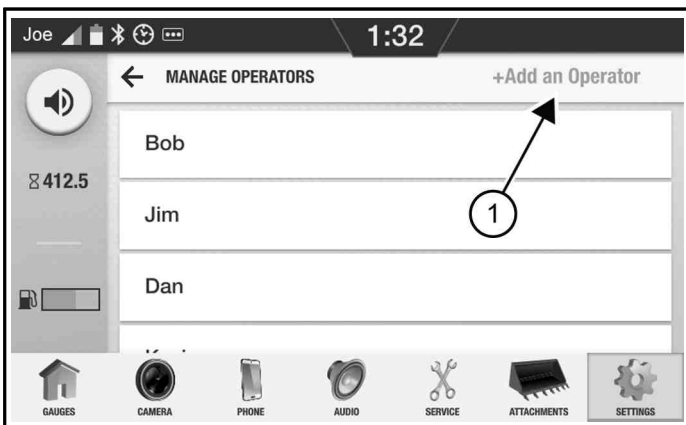 Joe
1:32
MANAGE OPERATORS
+Add an Operator
Bob
412.5
Jim
1
Dan
GAUGES CAMERA PHONE AUDIO SERVICE ATTACHMENTS SETTINGS